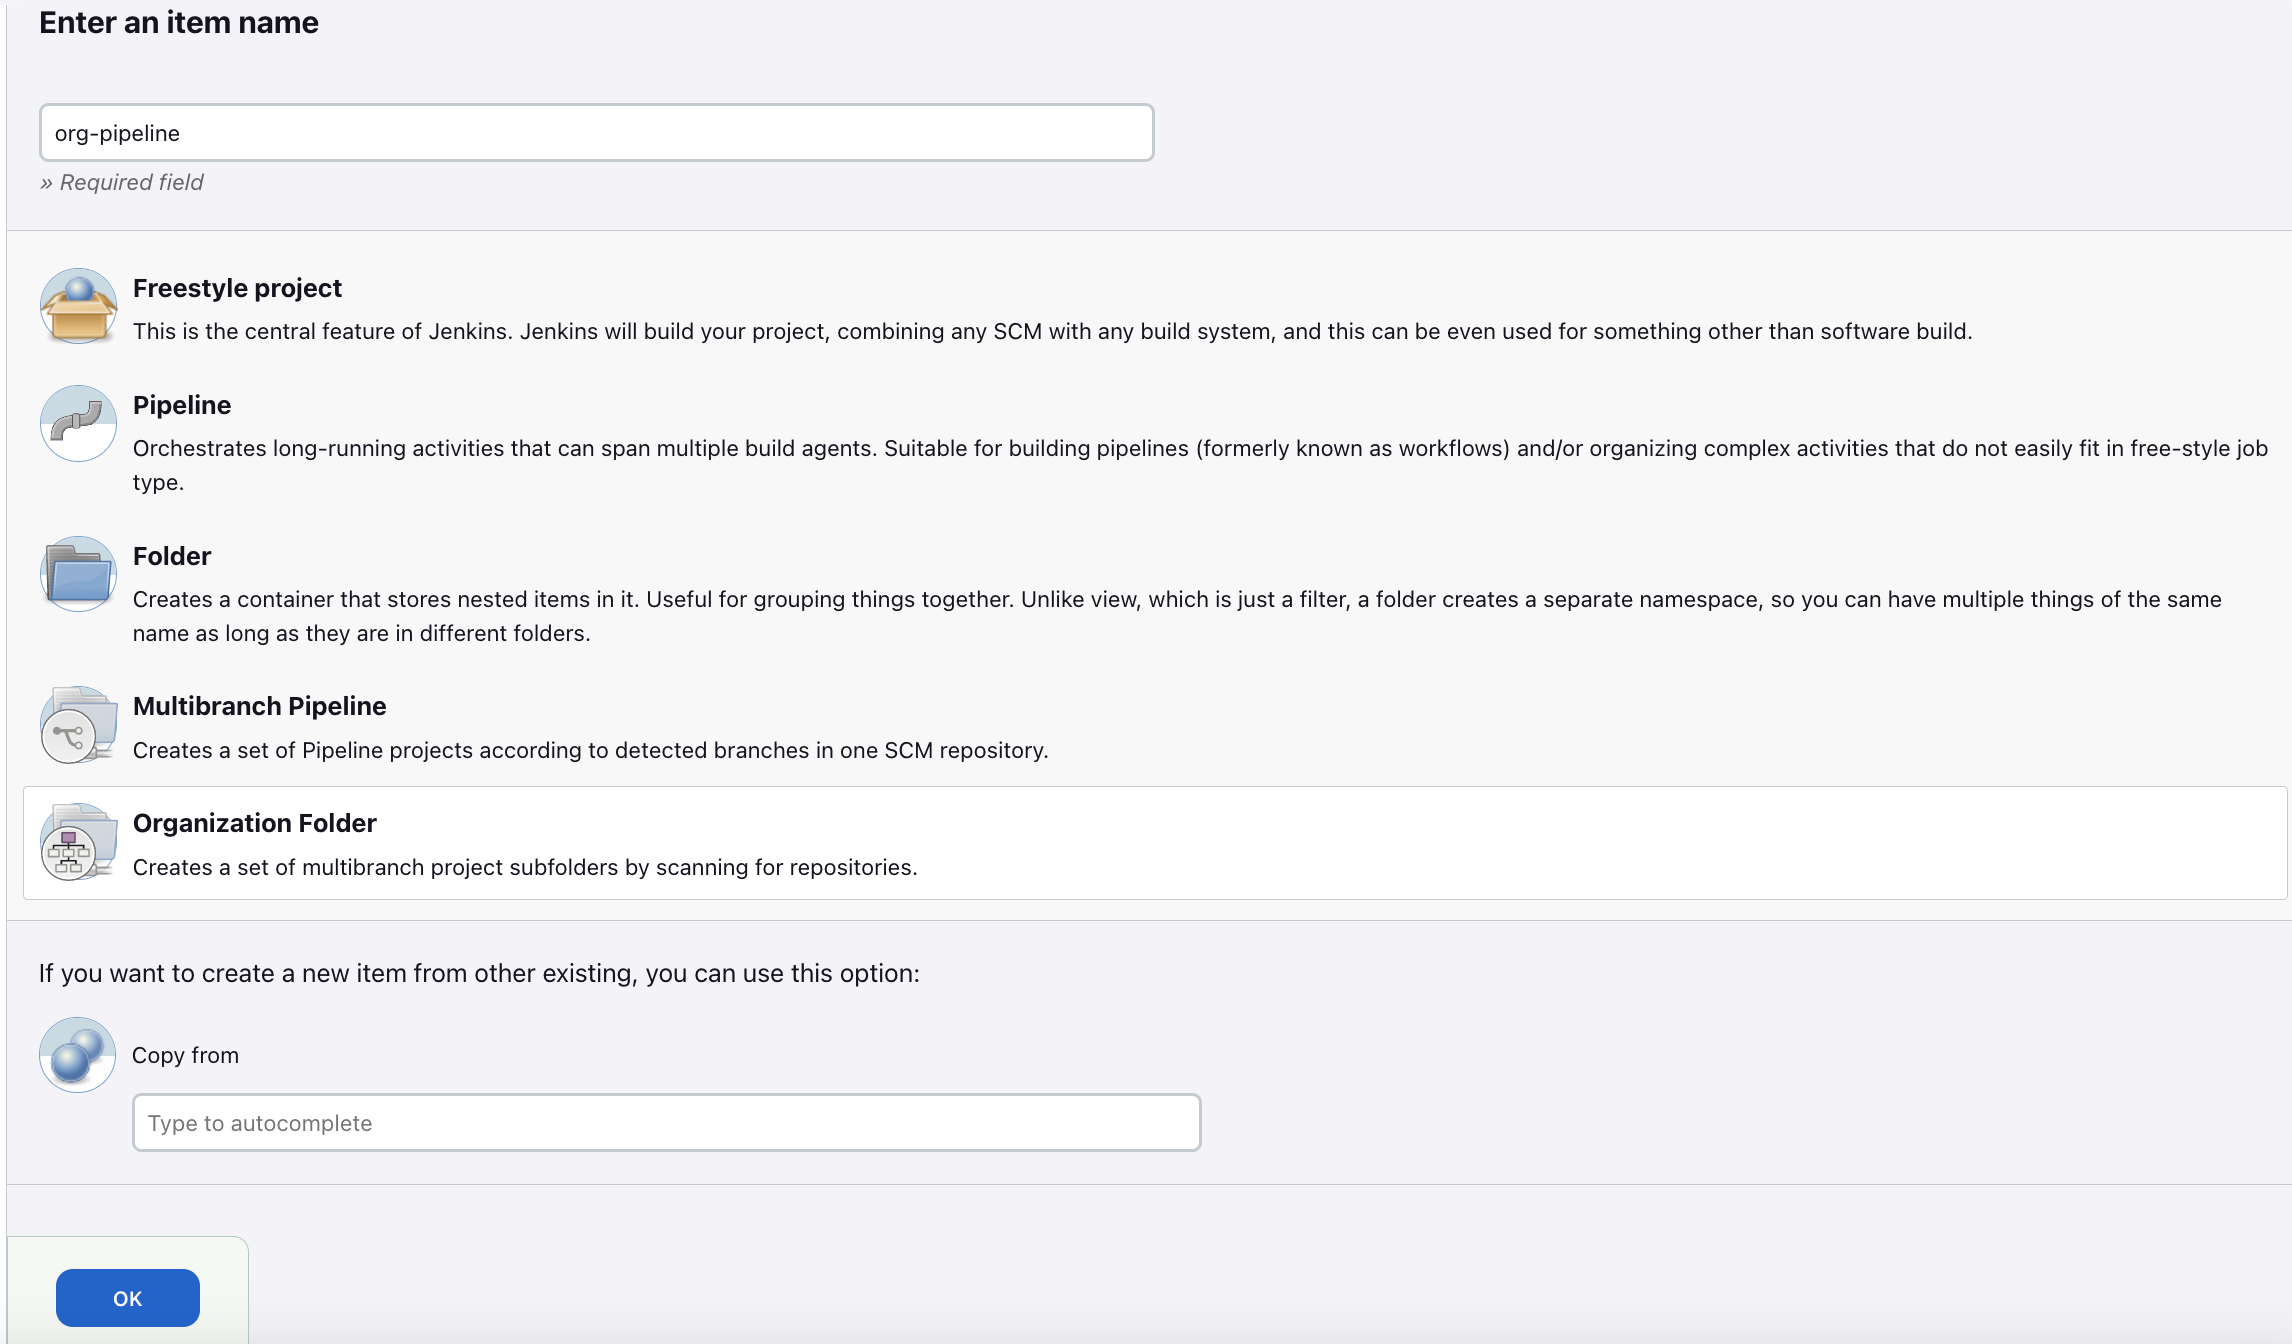 Enter an item name
org-pipeline
» Required field
Freestyle project
This is the central feature of Jenkins. Jenkins will build your project, combining any SCM with any build system, and this can be even used for something other than software build.
Pipeline
Orchestrates long-running activities that can span multiple build agents. Suitable for building pipelines (formerly known as workflows) and/or organizing complex activities that do not easily fit in free-style job
type.
Folder
Creates a container that stores nested items in it. Useful for grouping things together. Unlike view, which is just a filter, a folder creates a separate namespace, so you can have multiple things of the same
name as long as they are in different folders.
Multibranch Pipeline
Creates a set of Pipeline projects according to detected branches in one SCM repository.
Organization Folder
Creates a set of multibranch project subfolders by scanning for repositories.
If you want to create a new item from other existing, you can use this option:
Copy from
Type to autocomplete
OK